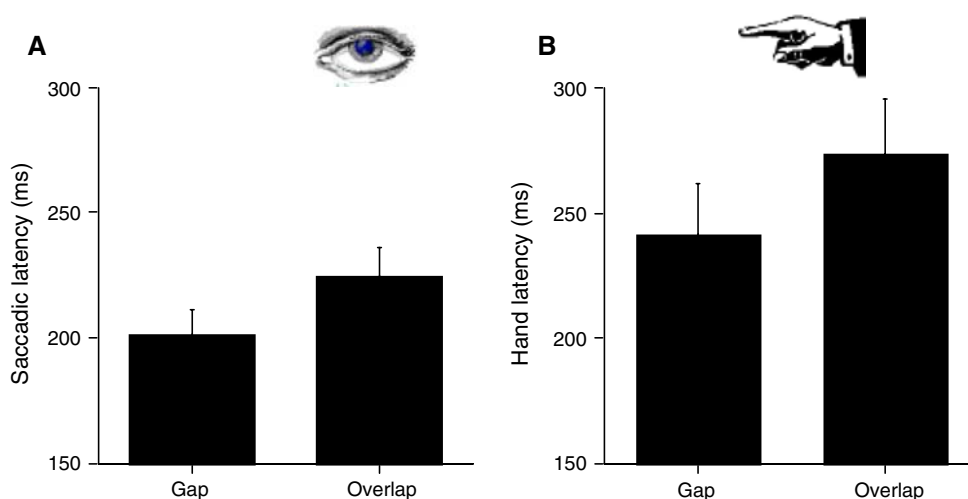 A
300
250
200
150
Saccadic latency (ms)
Gap Overlap
B
300
250
200
150
Hand latency (ms)
Gap Overlap